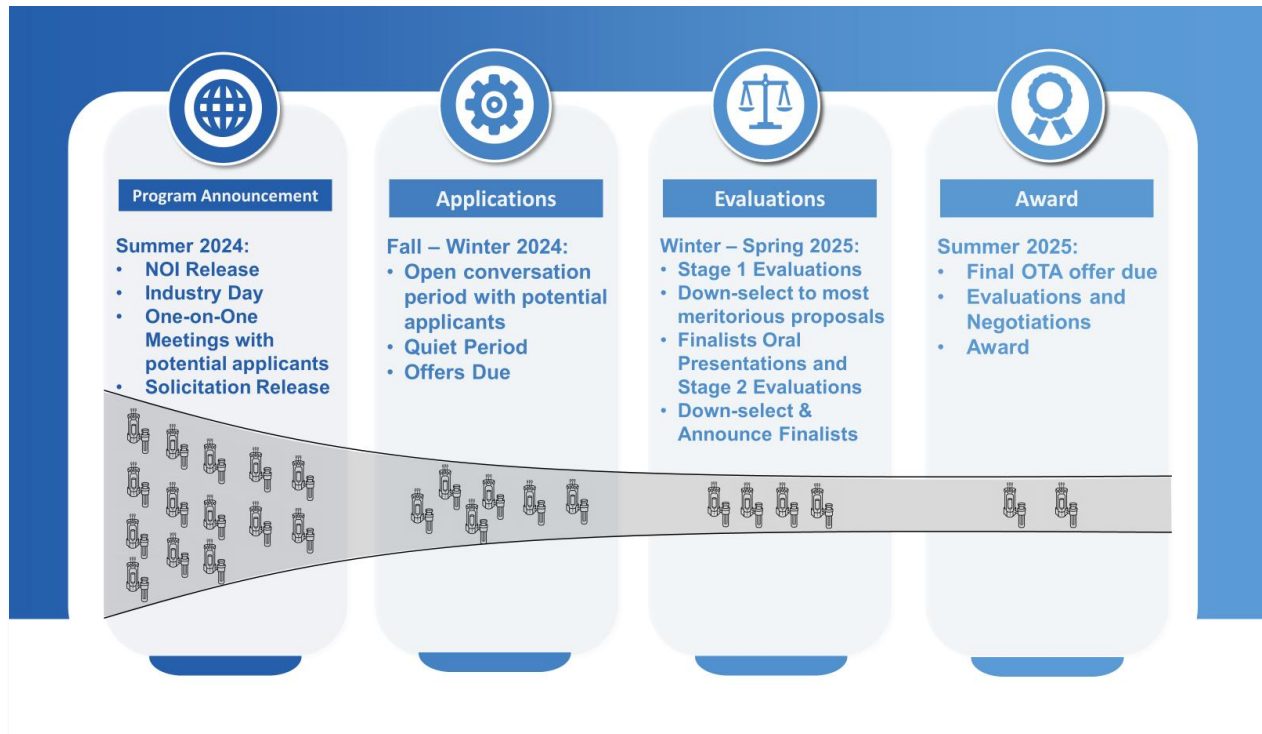 Program Announcement
Summer 2024:
• NOI Release
• Industry Day
• One-on-One
Meetings with
potential applicants
• Solicitation Release
Applications
Fall – Winter 2024:
• Open conversation
period with potential
applicants
• Quiet Period
• Offers Due
Evaluations
Winter – Spring 2025:
• Stage 1 Evaluations
• Down-select to most
meritorious proposals
• Finalists Oral
Presentations and
Stage 2 Evaluations
• Down-select &
Announce Finalists
Award
Summer 2025:
• Final OTA offer due
• Evaluations and
Negotiations
• Award